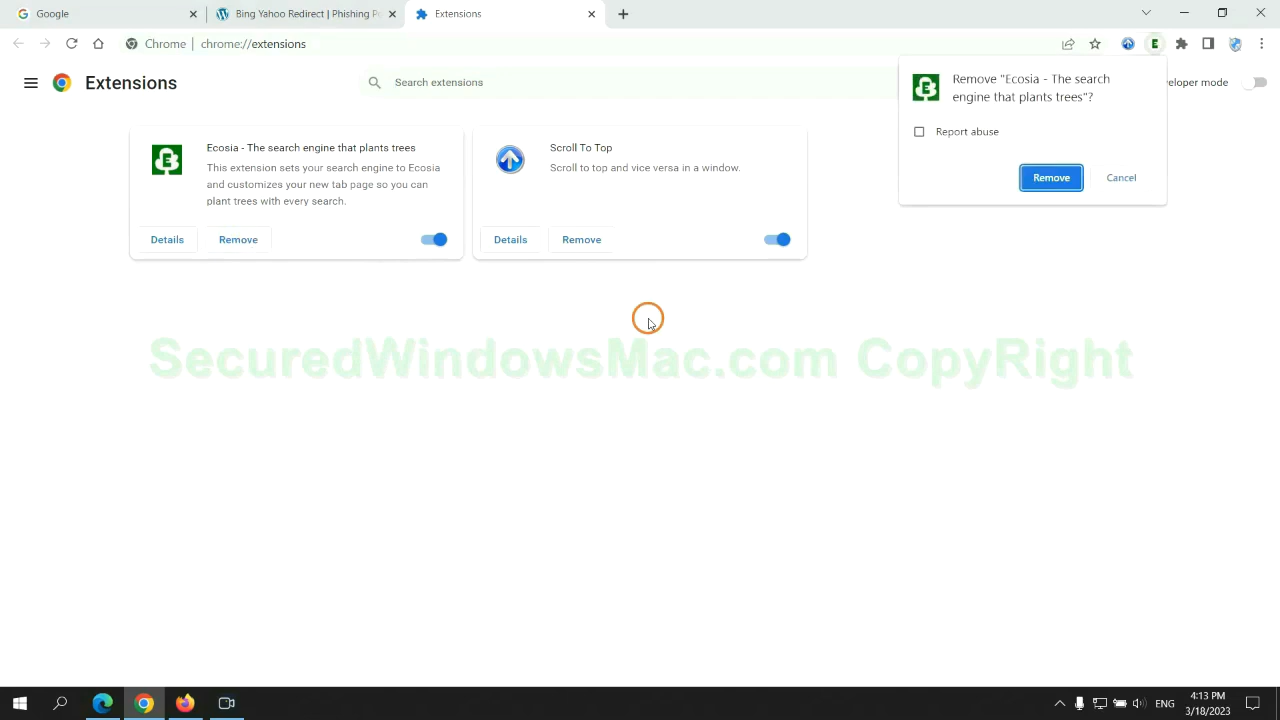 Google
Bing Yahoo Redirect | Phishing P
Extensions
Chrome
chrome://extensions
Extensions
Search extensions
eloper mode
Remove "Ecosia - The search
engine that plants trees"?
Report abuse
Remove
Cancel
Ecosia - The search engine that plants trees
This extension sets your search engine to Ecosia
and customizes your new tab page so you can
plant trees with every search.
Details
Remove
Scroll To Top
Scroll to top and vice versa in a window.
Details
Remove
SecuredWindowsMac.com CopyRight
ENG
4:13 PM
3/18/2023